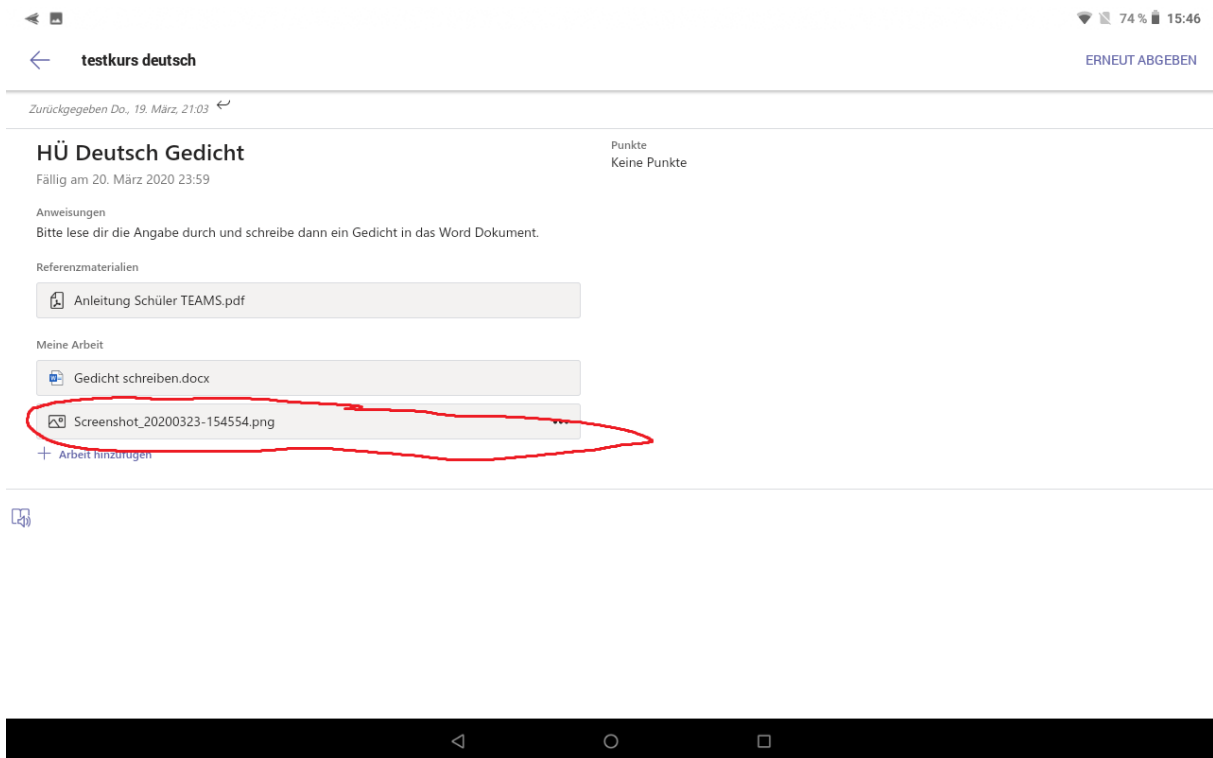 74 % 15:46
testkurs deutsch
ERNEUT ABGEBEN
Zurückgegeben Do., 19. März, 21:03
HÜ Deutsch Gedicht
Fällig am 20. März 2020 23:59
Punkte
Keine Punkte
Anweisungen
Bitte lese dir die Angabe durch und schreibe dann ein Gedicht in das Word Dokument.
Referenzmaterialien
Anleitung Schüler TEAMS.pdf
Meine Arbeit
Gedicht schreiben.docx
Screenshot_20200323-154554.png
Arbeit hinzufügen